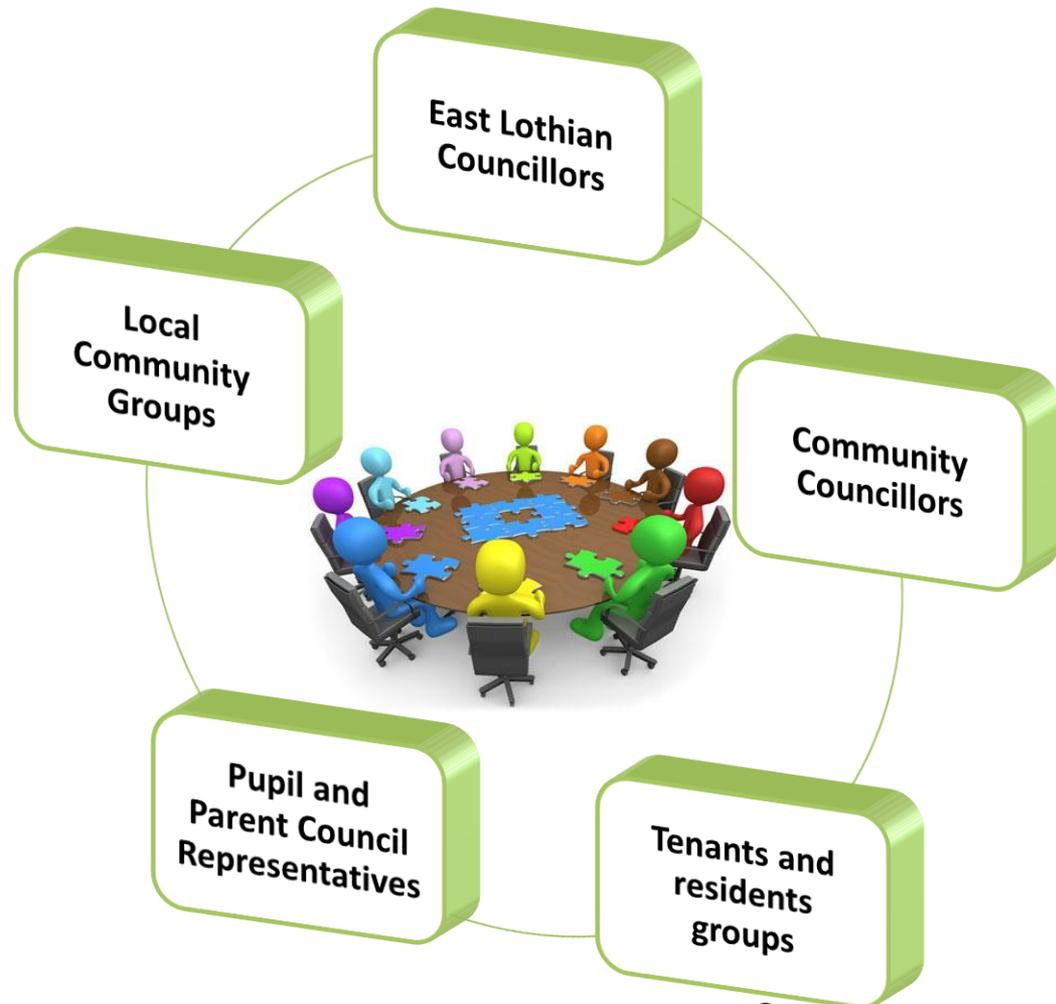 East Lothian
Councillors
Local
Community
Groups
Community
Councillors
Pupil and
Parent Council
Representatives
Tenants and
residents
groups